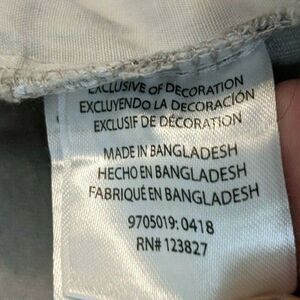 EXCLUSIVE OF DECORATION
EXCLUYENDO LA DECORACIÓN
EXCLUSIF DE DÉCORATION
MADE IN BANGLADESH
HECHO EN BANGLADESH
FABRIQUÉ EN BANGLADESH
9705019: 0418
RN# 123827